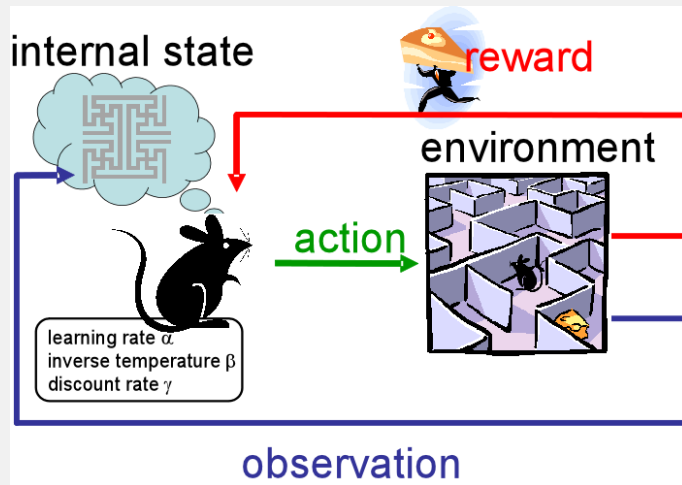 internal state
reward
environment
action
learning rate α
inverse temperature β
discount rate γ
observation